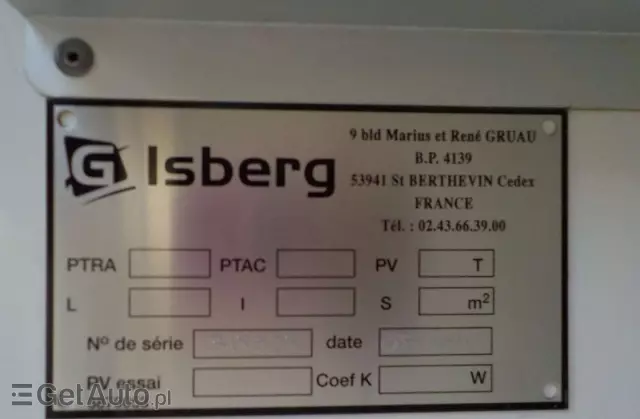 9 bld Marius et René GRUAU
B.P. 4139
G Isberg
53941 St BERTHEVIN Cedex
FRANCE
Tél. : 02.43.66.39.00
PTRA PTAC PV T
L l S m²
Nº de série date
PV essai Coef K W
GetAuto.pl